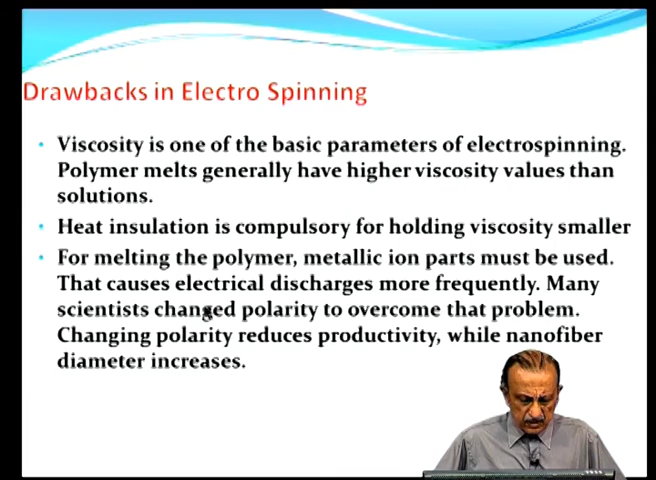 Drawbacks in Electro Spinning
• Viscosity is one of the basic parameters of electrospinning.
Polymer melts generally have higher viscosity values than
solutions.
• Heat insulation is compulsory for holding viscosity smaller
• For melting the polymer, metallic ion parts must be used.
That causes electrical discharges more frequently. Many
scientists changed polarity to overcome that problem.
Changing polarity reduces productivity, while nanofiber
diameter increases.